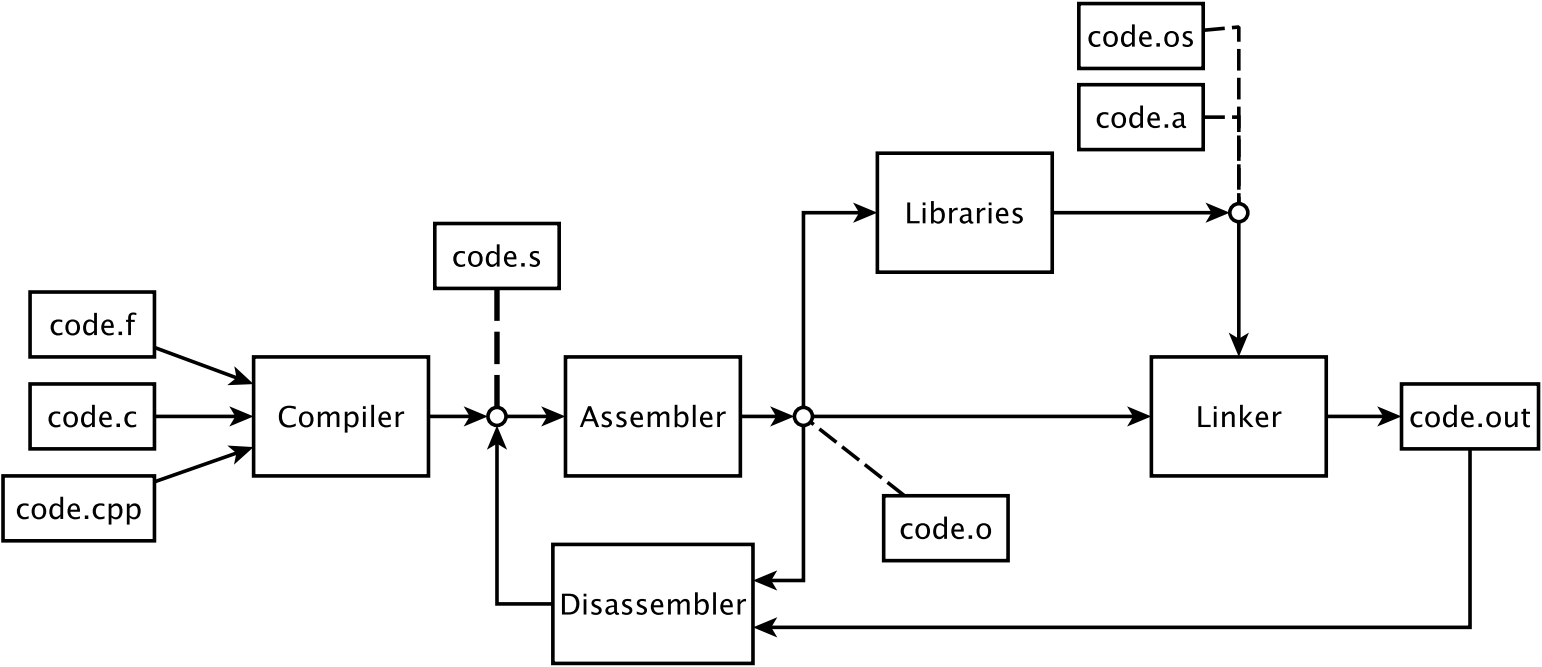 code.os
code.a
Libraries
code.s
code.f
code.c
code.cpp
Compiler
Assembler
Linker
code.out
code.o
Disassembler